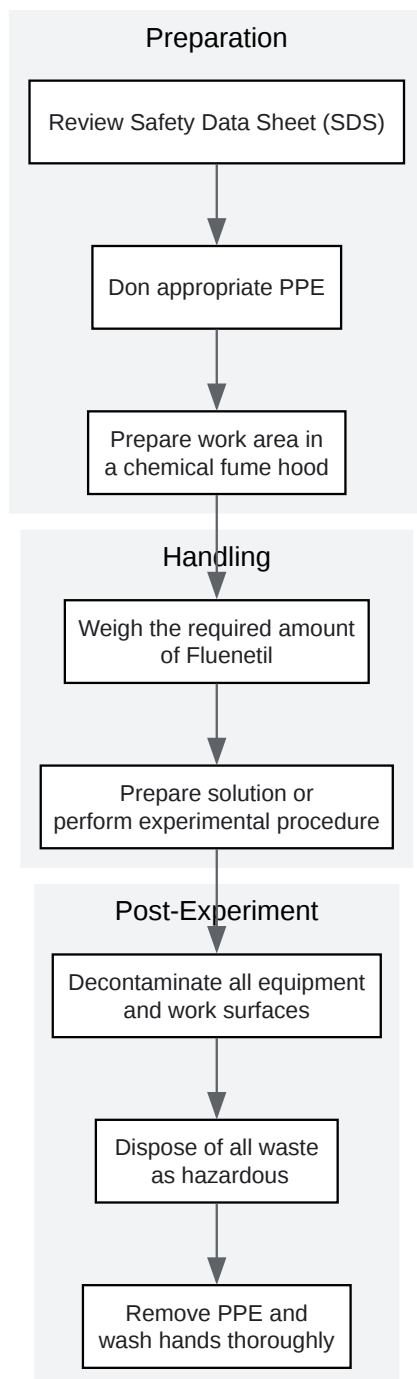 Preparation
Review Safety Data Sheet (SDS)
Don appropriate PPE
Prepare work area in
a chemical fume hood
Handling
Weigh the required amount
of Fluenetil
Prepare solution or
perform experimental procedure
Post-Experiment
Decontaminate all equipment
and work surfaces
Dispose of all waste
as hazardous
Remove PPE and
wash hands thoroughly